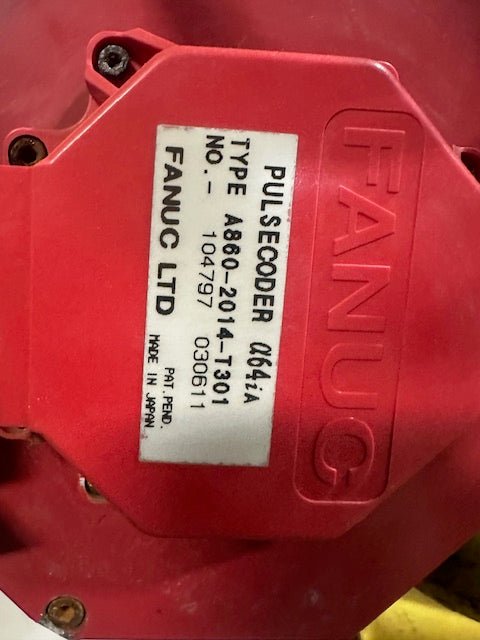 FANUC
PULSECODER α64iA
TYPE A860-2014-T301
NO.- 104797 030611
FANUC LTD PAT.PEND.
MADE IN JAPAN